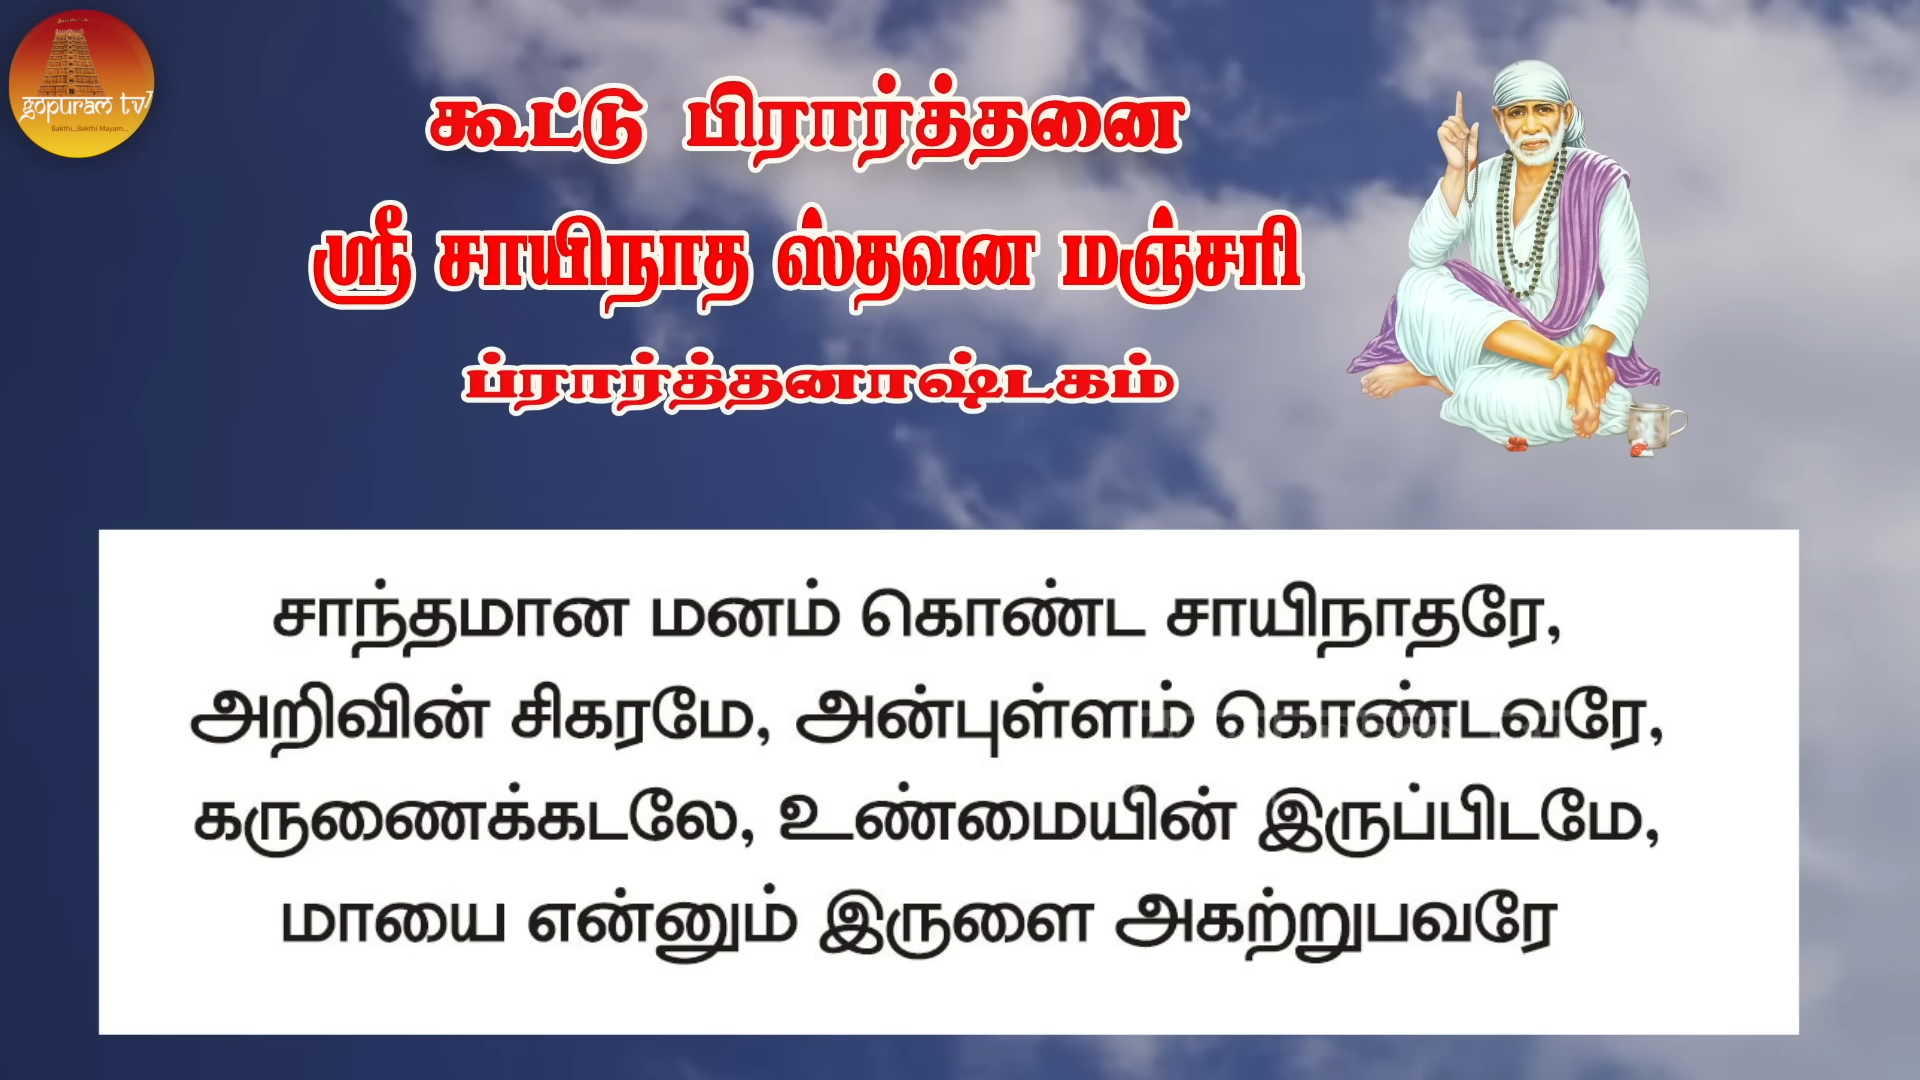 gopuram tv
Bakthi...Bakthi Mayam...
கூட்டு பிரார்த்தனை
ஸ்ரீ சாயிநாத ஸ்தவன மஞ்சரி
ப்ரார்த்தனாஷ்டகம்
சாந்தமான மனம் கொண்ட சாயிநாதரே,
அறிவின் சிகரமே, அன்புள்ளம் கொண்டவரே,
கருணைக்கடலே, உண்மையின் இருப்பிடமே,
மாயை என்னும் இருளை அகற்றுபவரே